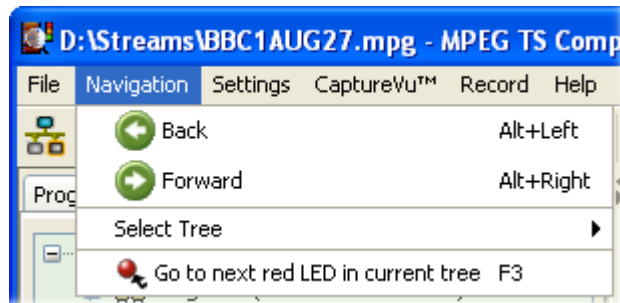 D:\Streams\BBC1AUG27.mpg - MPEG TS Comp
File Navigation Settings CaptureVu™ Record Help
Back Alt+Left
Forward Alt+Right
Prog
Select Tree
Go to next red LED in current tree F3